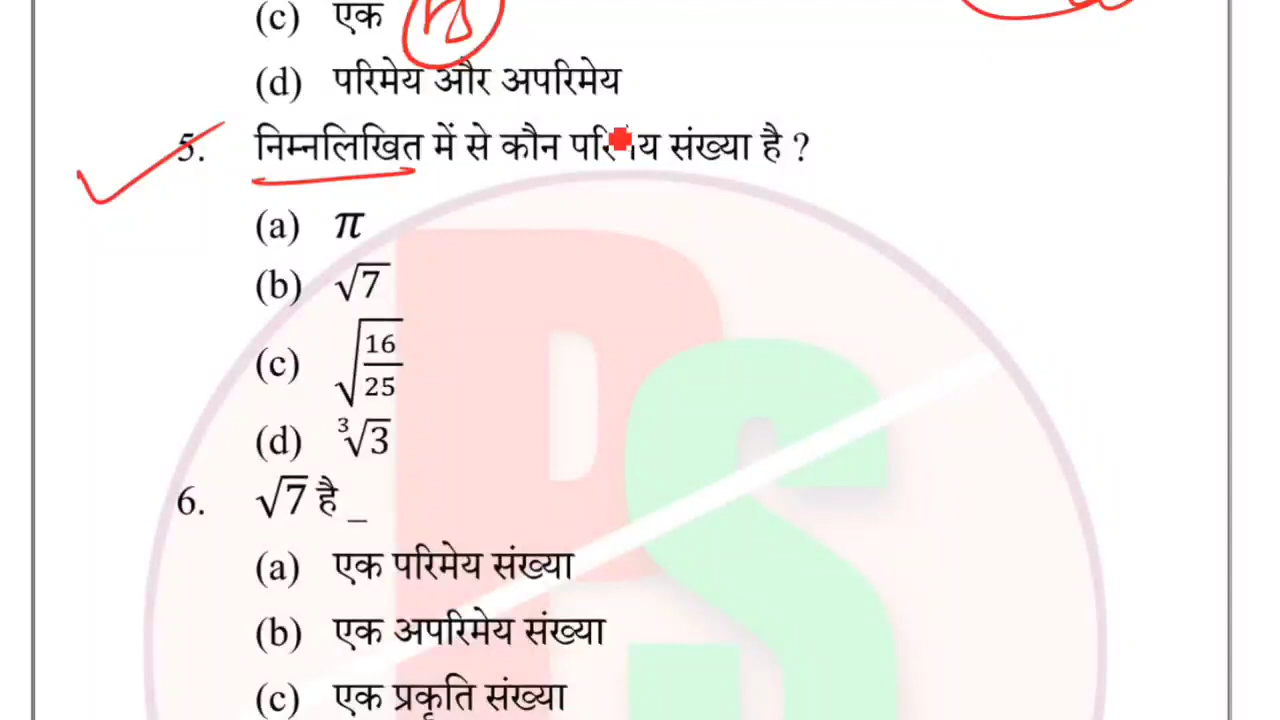 (c) एक
(d) परिमेय और अपरिमेय
5. निम्नलिखित में से कौन परिमेय संख्या है ?
(a) π
(b) √7
(c) √(16/25)
(d) ∛3
6. √7 है _
(a) एक परिमेय संख्या
(b) एक अपरिमेय संख्या
(c) एक प्रकृति संख्या